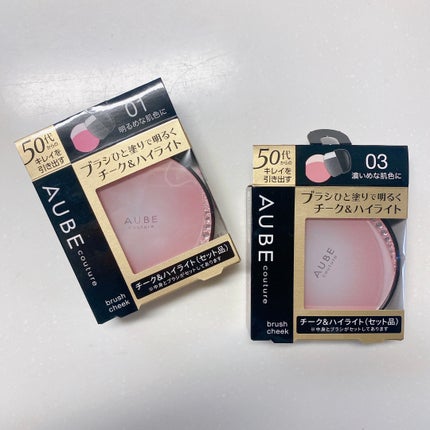 01
明るめな肌色に
50代
からの
キレイを
引き出す
ブラシひと塗りで明るく
チーク&ハイライト
AUBE
couture
AUBE
couture
brush
cheek
チーク&ハイライト(セット品)
※中身とブラシがセットしてあります
03
濃いめな肌色に
50代
からの
キレイを
引き出す
ブラシひと塗りで明るく
チーク&ハイライト
AUBE
couture
AUBE
couture
brush
cheek
チーク&ハイライト(セット品)
※中身とブラシがセットしてあります